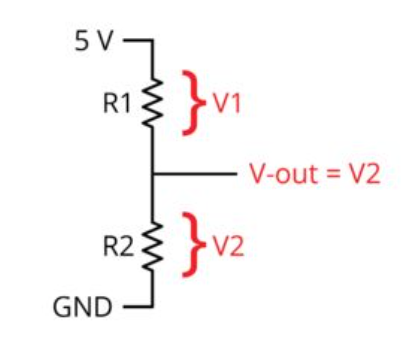 5 V
R1 V1
V-out = V2
R2 V2
GND